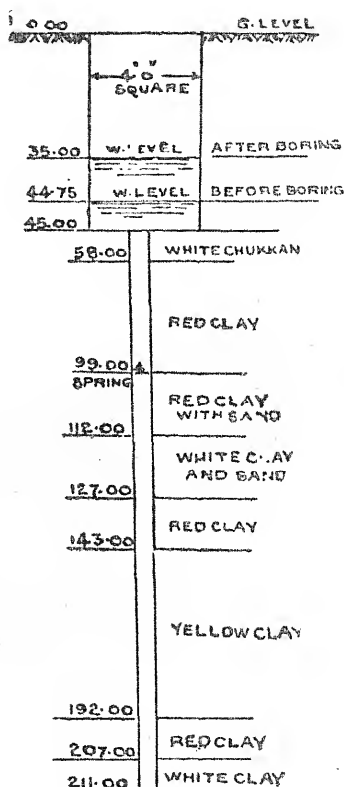 0.00 G. LEVEL
4'0"
SQUARE
35.00 W. LEVEL AFTER BORING
44.75 W. LEVEL BEFORE BORING
45.00
58.00 WHITE CHUKKAN
RED CLAY
99.00
SPRING
RED CLAY
WITH SAND
112.00
WHITE CLAY
AND SAND
127.00
RED CLAY
143.00
YELLOW CLAY
192.00
RED CLAY
207.00
211.00 WHITE CLAY